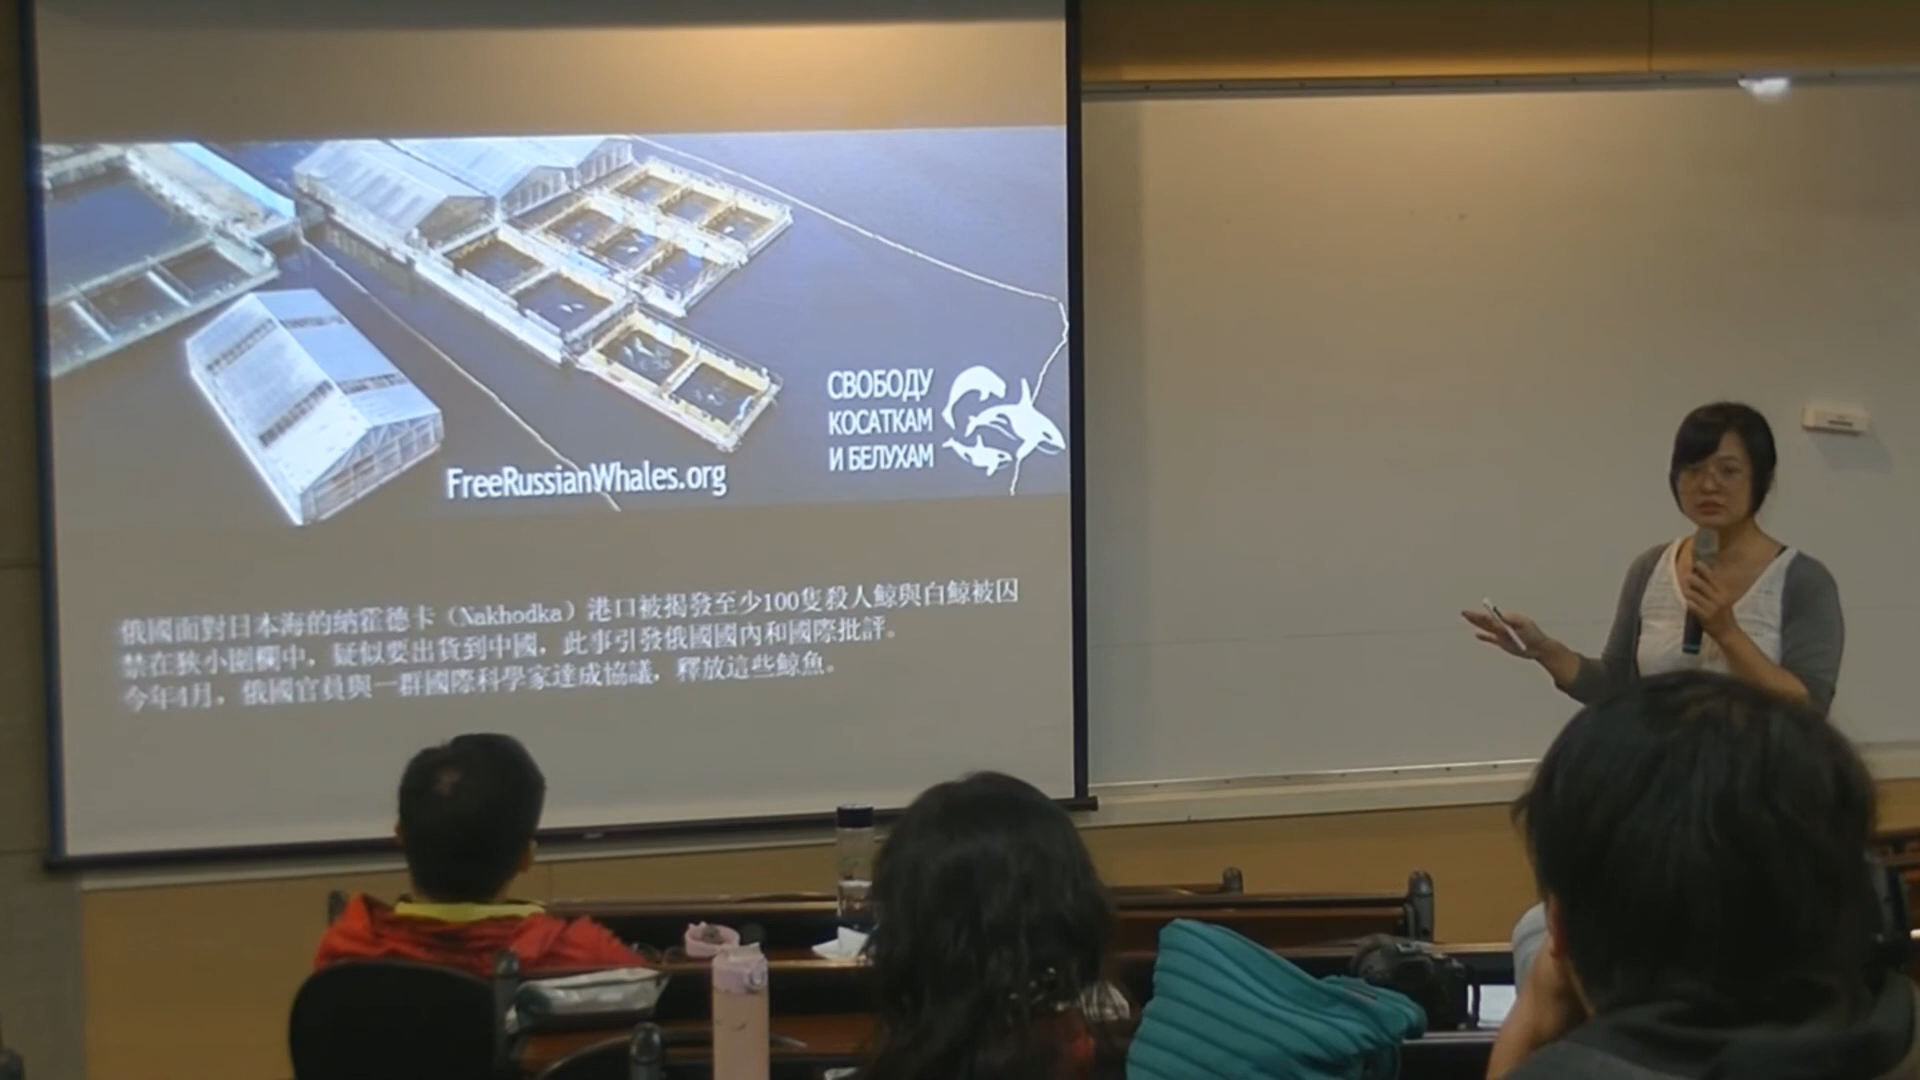 СВОБОДУ
КОСАТКАМ
И БЕЛУХАМ
FreeRussianWhales.org
俄國面對日本海的納霍德卡（Nakhodka）港口被揭發至少100隻殺人鯨與白鯨被囚
禁在狹小圍欄中，疑似要出貨到中國，此事引發俄國國內和國際批評。
今年4月，俄國官員與一群國際科學家達成協議，釋放這些鯨魚。